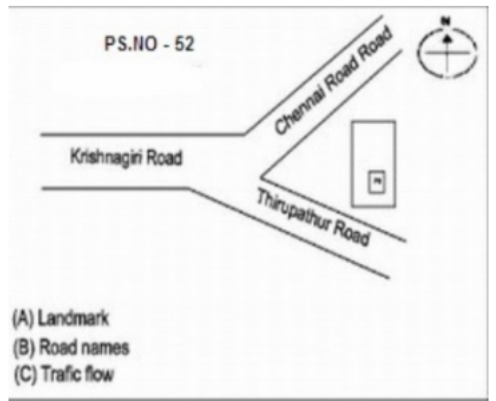 PS.NO - 52
N
Chennai Road Road
Krishnagiri Road
Thirupathur Road
(A) Landmark
(B) Road names
(C) Trafic flow